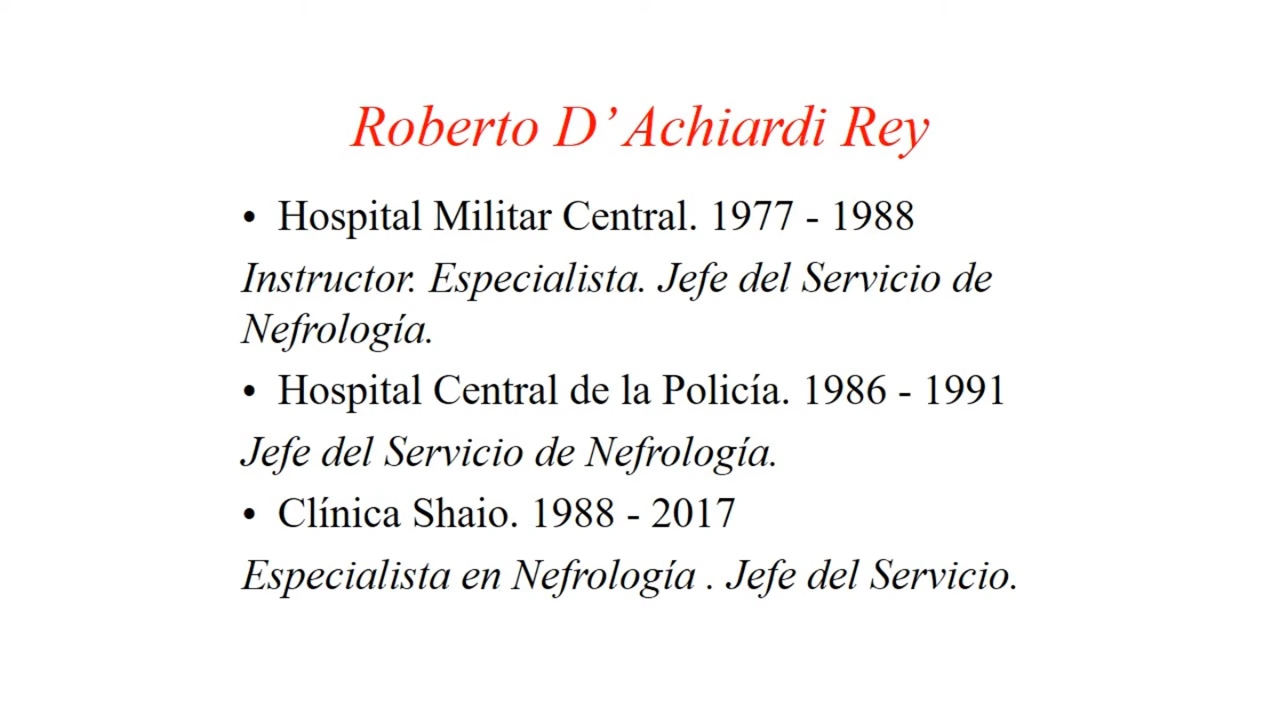 Roberto D’ Achiardi Rey
• Hospital Militar Central. 1977 - 1988
Instructor. Especialista. Jefe del Servicio de
Nefrología.
• Hospital Central de la Policía. 1986 - 1991
Jefe del Servicio de Nefrología.
• Clínica Shaio. 1988 - 2017
Especialista en Nefrología . Jefe del Servicio.